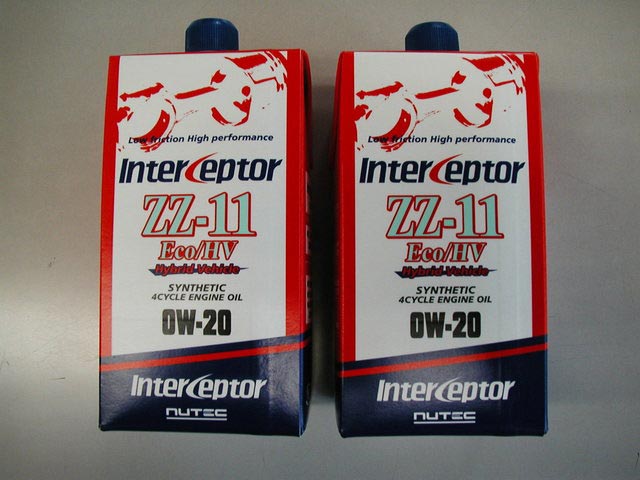 Low friction High performance
Interceptor
ZZ-11
Eco/HV
Hybrid Vehicle
SYNTHETIC
4CYCLE ENGINE OIL
0W-20
Interceptor
NUTEC
Low friction High performance
Interceptor
ZZ-11
Eco/HV
Hybrid Vehicle
SYNTHETIC
4CYCLE ENGINE OIL
0W-20
Interceptor
NUTEC